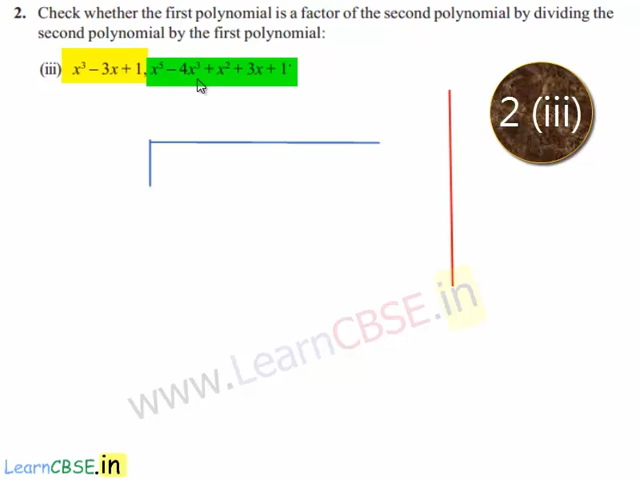 2. Check whether the first polynomial is a factor of the second polynomial by dividing the
second polynomial by the first polynomial:
(iii) x³ – 3x + 1, x⁵ – 4x³ + x² + 3x + 1
2 (iii)
www.LearnCBSE.in
LearnCBSE.in